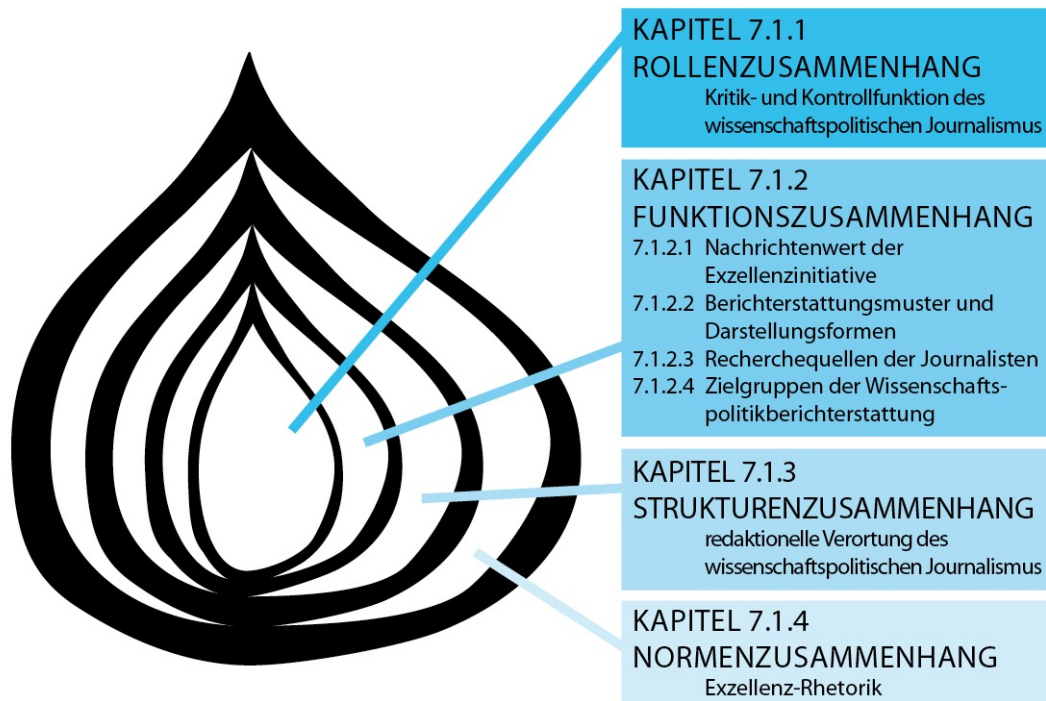 KAPITEL 7.1.1
ROLLENZUSAMMENHANG
Kritik- und Kontrollfunktion des
wissenschaftspolitischen Journalismus
KAPITEL 7.1.2
FUNKTIONSZUSAMMENHANG
7.1.2.1 Nachrichtenwert der
Exzellenzinitiative
7.1.2.2 Berichterstattungsmuster und
Darstellungsformen
7.1.2.3 Recherchequellen der Journalisten
7.1.2.4 Zielgruppen der Wissenschafts-
politikberichterstattung
KAPITEL 7.1.3
STRUKTURENZUSAMMENHANG
redaktionelle Verortung des
wissenschaftspolitischen Journalismus
KAPITEL 7.1.4
NORMENZUSAMMENHANG
Exzellenz-Rhetorik